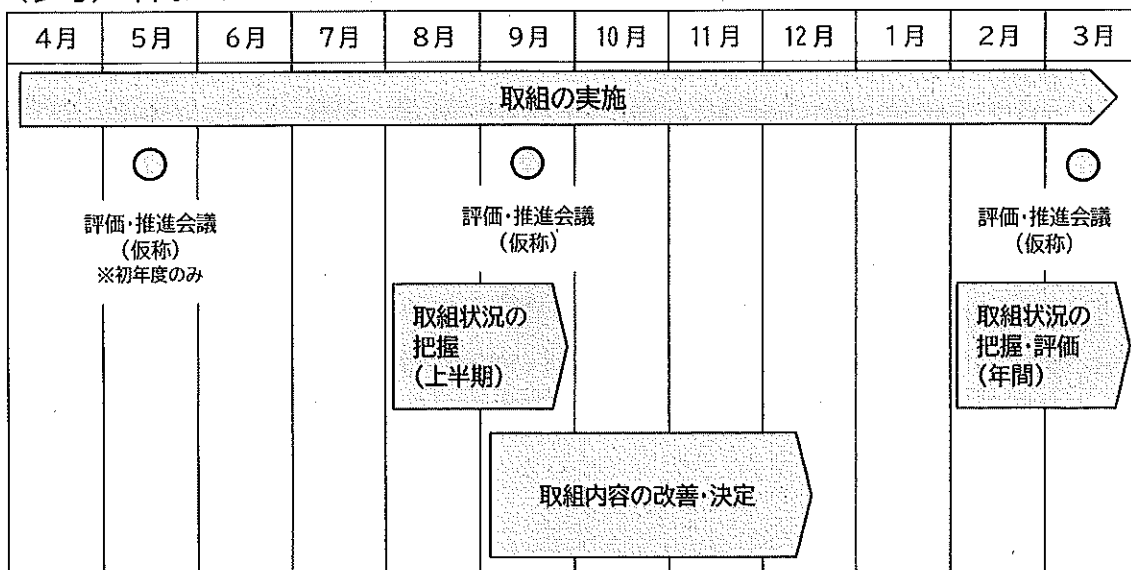 4月 5月 6月 7月 8月 9月 10月 11月 12月 1月 2月 3月
取組の実施
評価・推進会議
(仮称)
※初年度のみ
評価・推進会議
(仮称)
評価・推進会議
(仮称)
取組状況の
把握
(上半期)
取組状況の
把握・評価
(年間)
取組内容の改善・決定